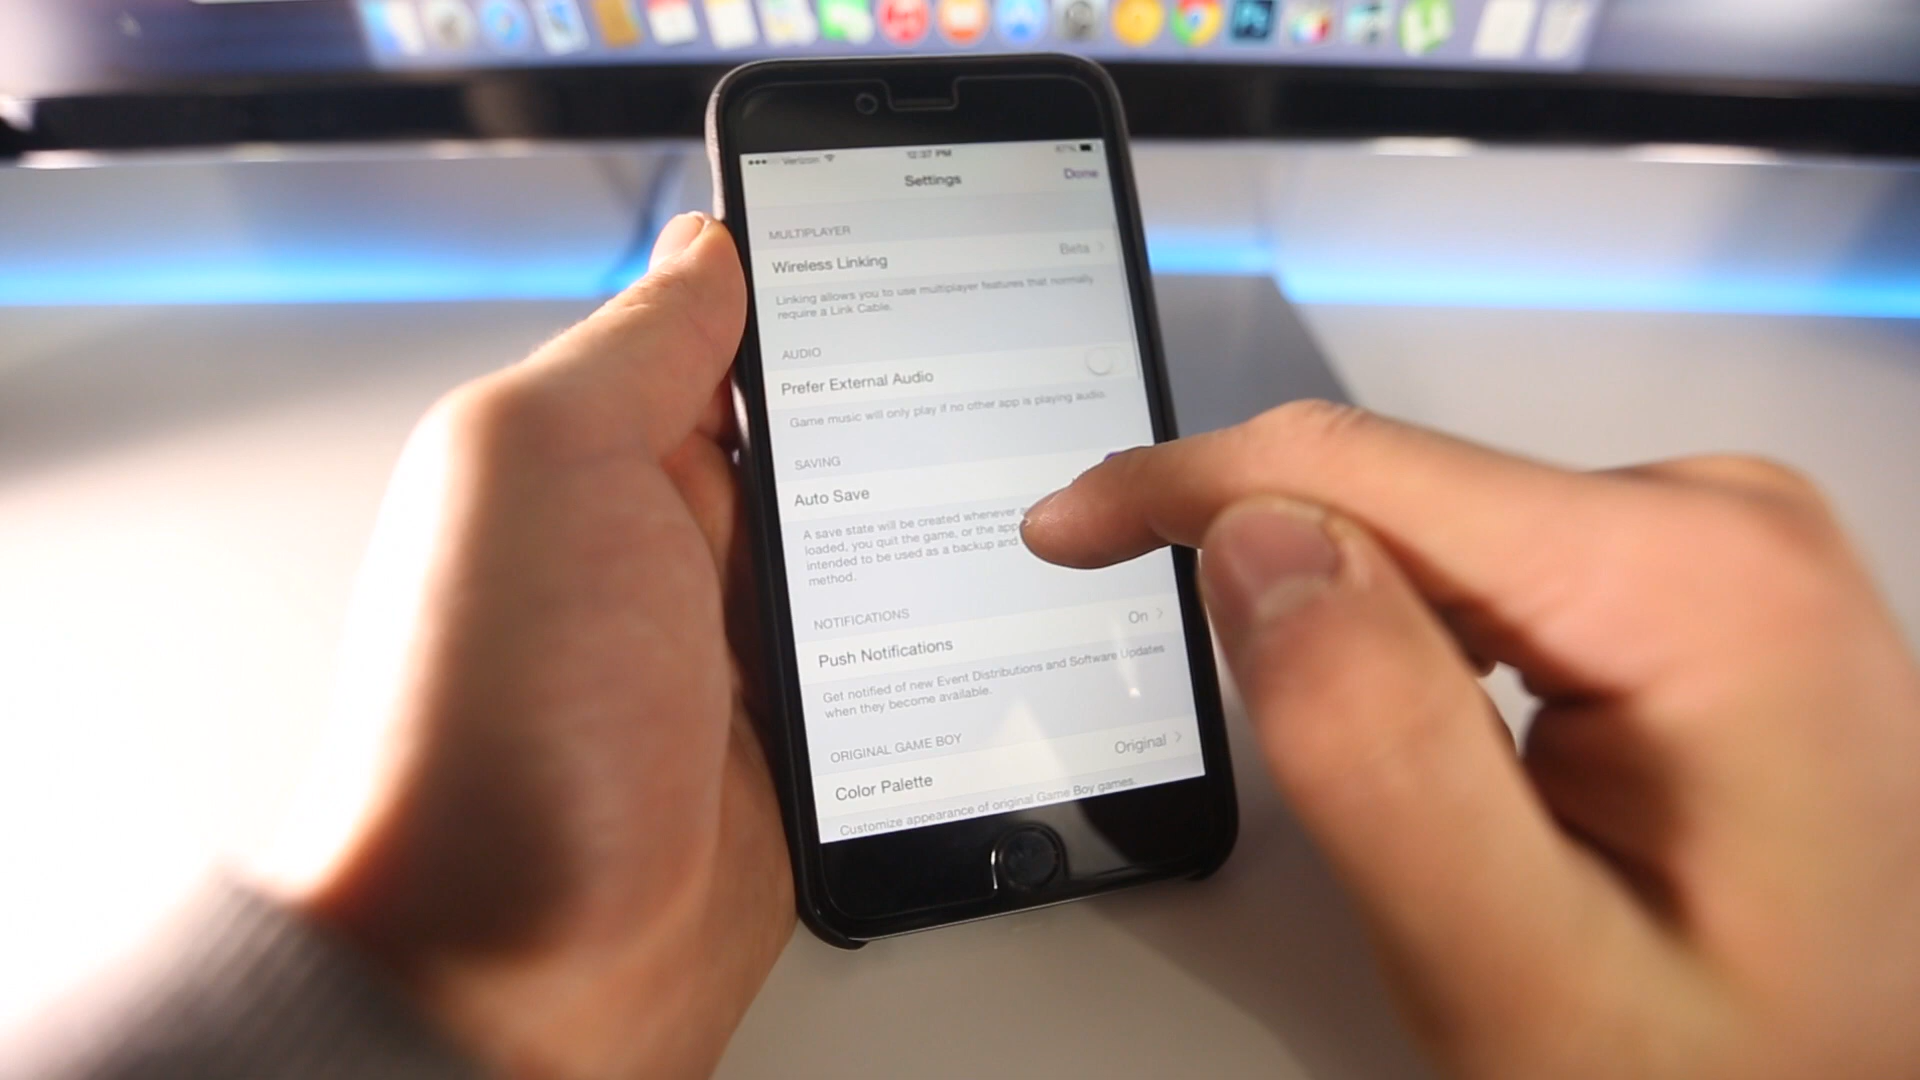 Verizon 12:37 PM 87%
Settings Done
MULTIPLAYER
Wireless Linking Beta
Linking allows you to use multiplayer features that normally
require a Link Cable.
AUDIO
Prefer External Audio
Game music will only play if no other app is playing audio.
SAVING
Auto Save
A save state will be created whenever
loaded, you quit the game, or the app
intended to be used as a backup and
method.
NOTIFICATIONS
Push Notifications On
Get notified of new Event Distributions and Software Updates
when they become available.
ORIGINAL GAME BOY
Color Palette Original
Customize appearance of original Game Boy games.